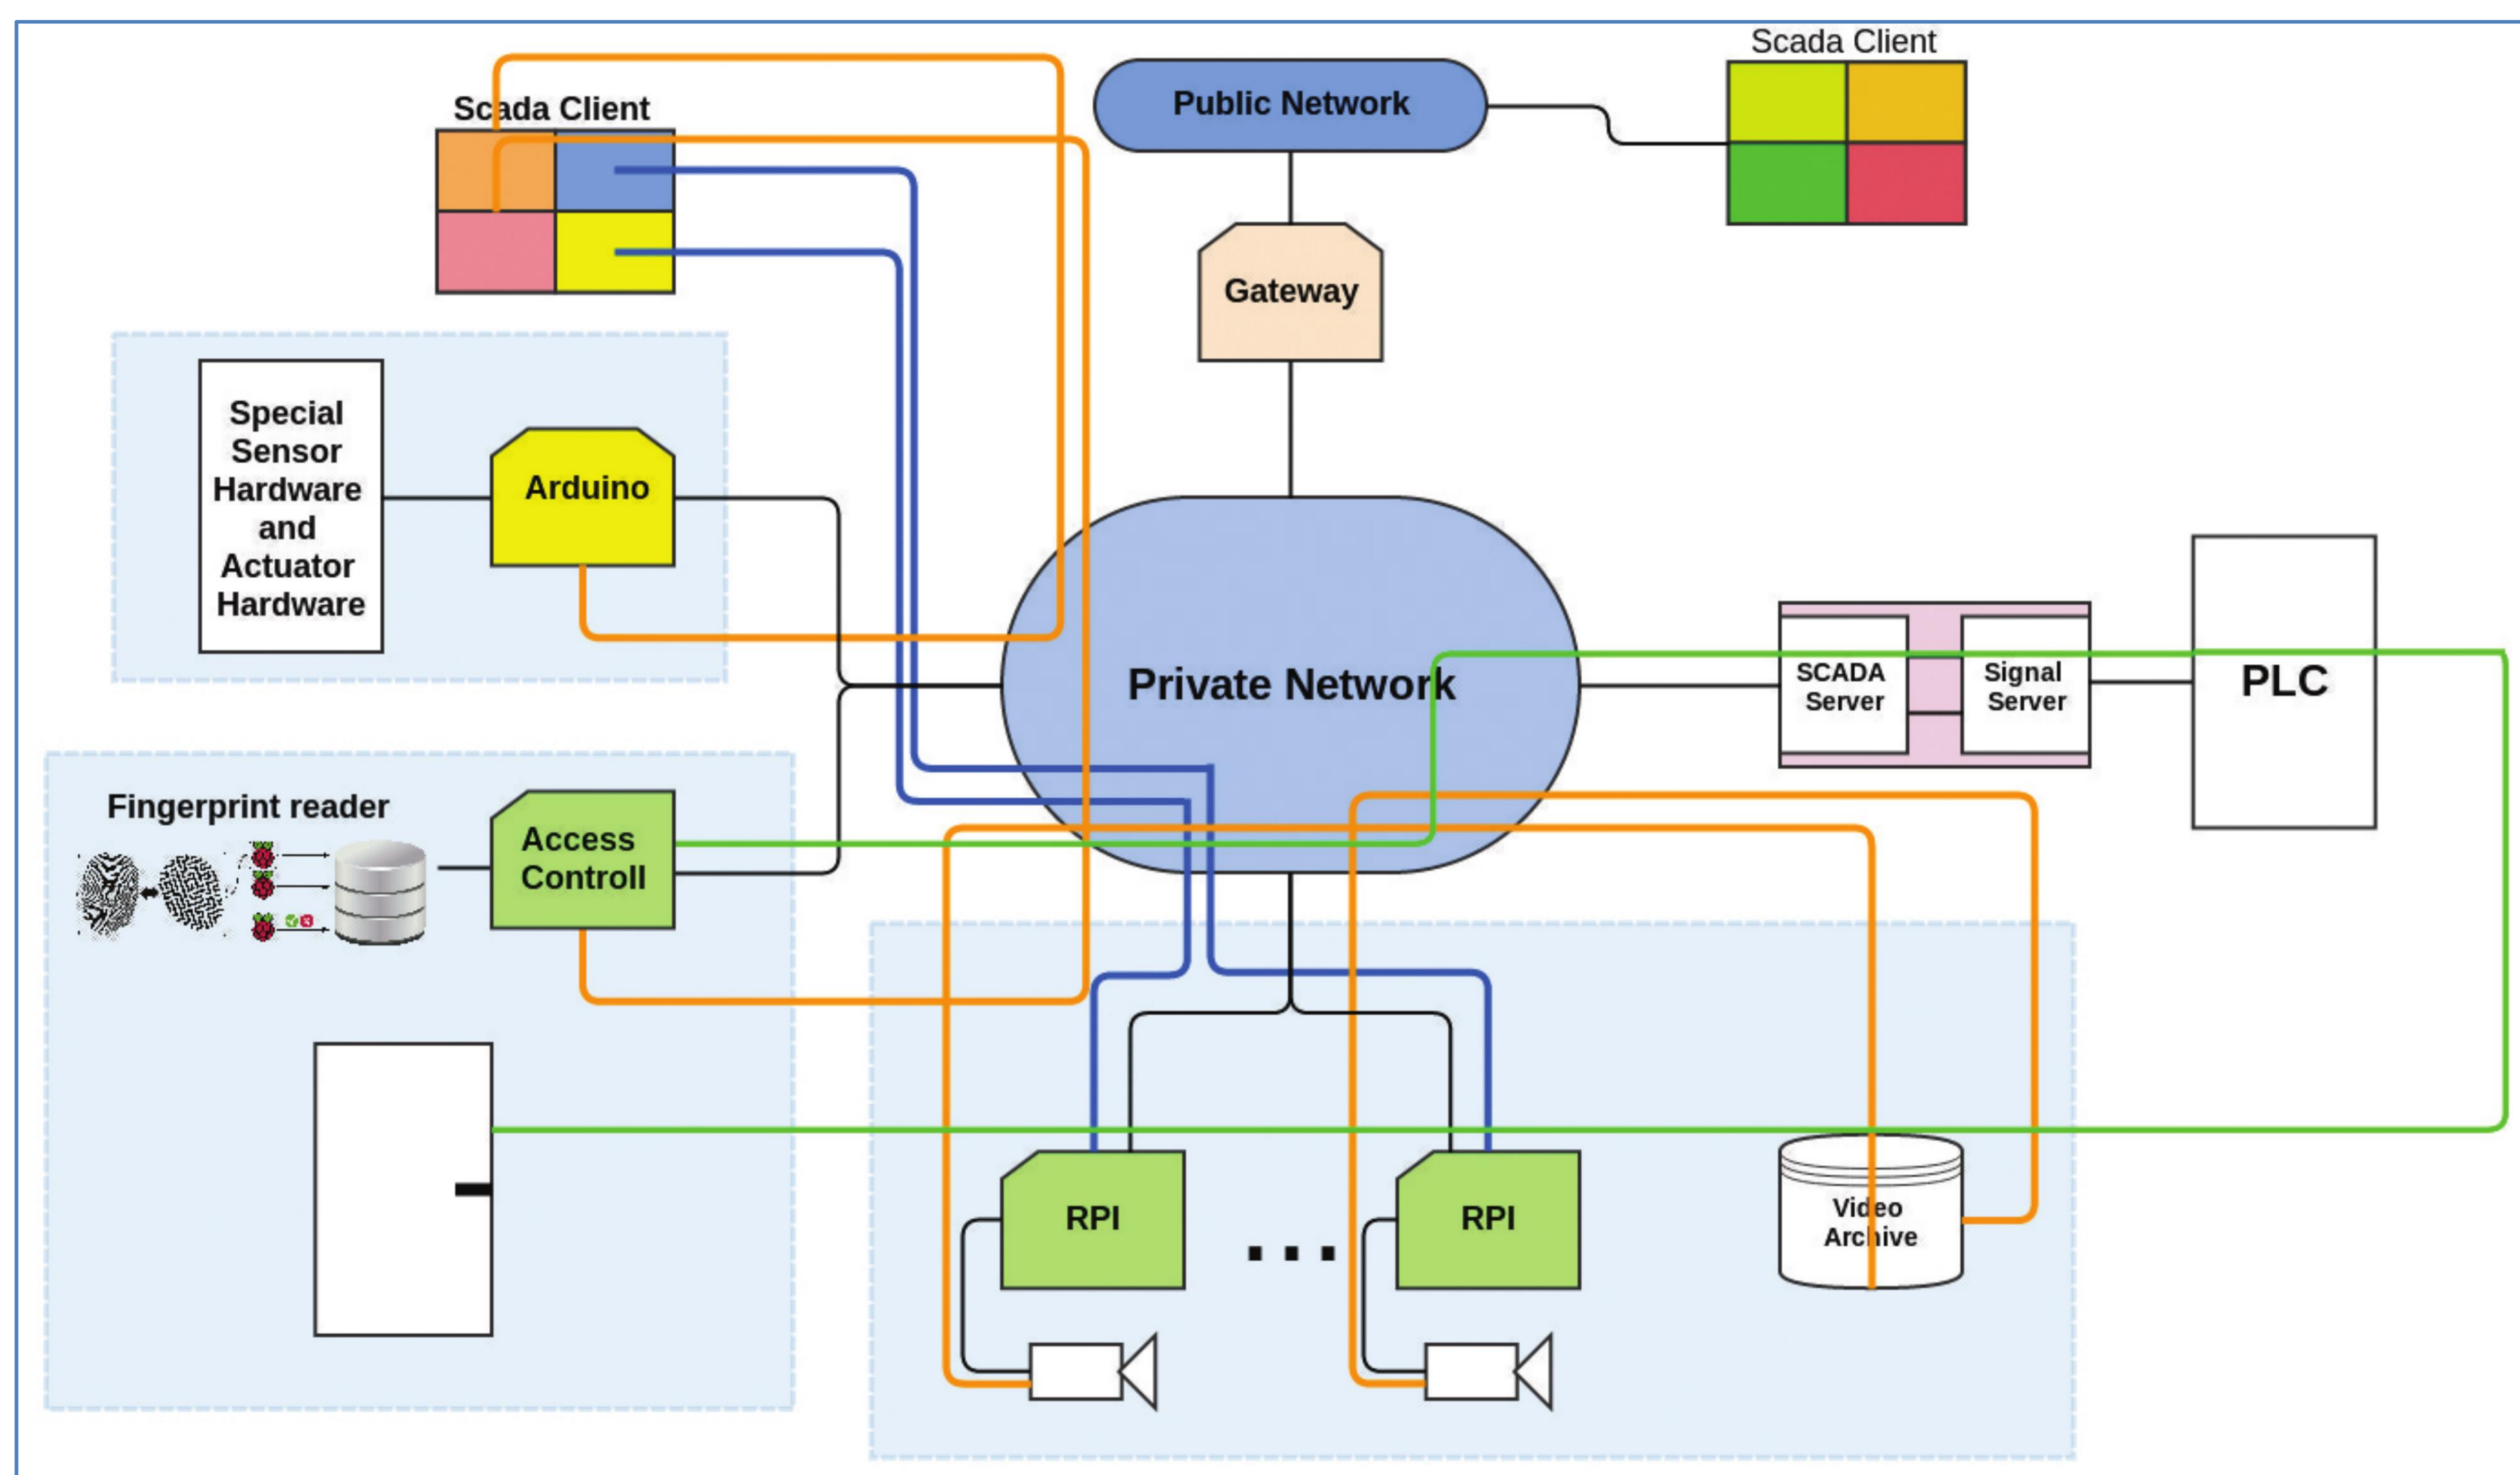 Scada Client
Public Network
Scada Client
Gateway
Special
Sensor
Hardware
and
Actuator
Hardware
Arduino
Private Network
SCADA
Server
Signal
Server
PLC
Fingerprint reader
Access
Controll
RPI
...
RPI
Video
Archive